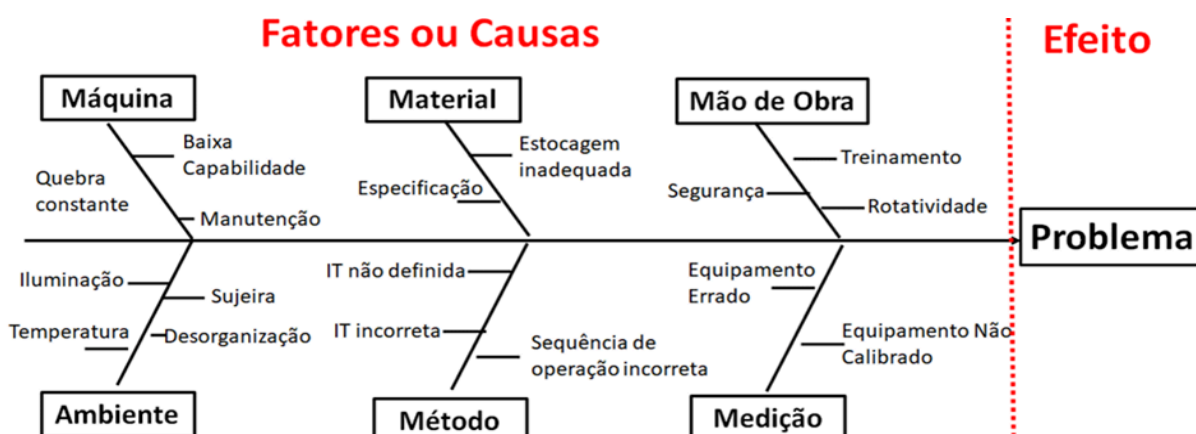 Fatores ou Causas
Efeito
Máquina
Material
Mão de Obra
Baixa
Capabilidade
Quebra
constante
Manutenção
Estocagem
inadequada
Especificação
Treinamento
Segurança
Rotatividade
Problema
Iluminação
Sujeira
Temperatura
Desorganização
IT não definida
IT incorreta
Sequência de
operação incorreta
Equipamento
Errado
Equipamento Não
Calibrado
Ambiente
Método
Medição